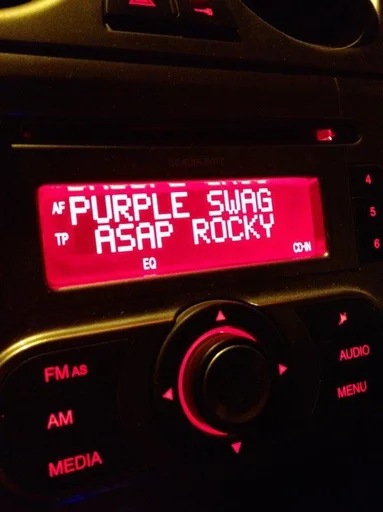 AF PURPLE SWAG
TP ASAP ROCKY
EQ CD-IN
4
5
6
FM AS
AM
MEDIA
AUDIO
MENU